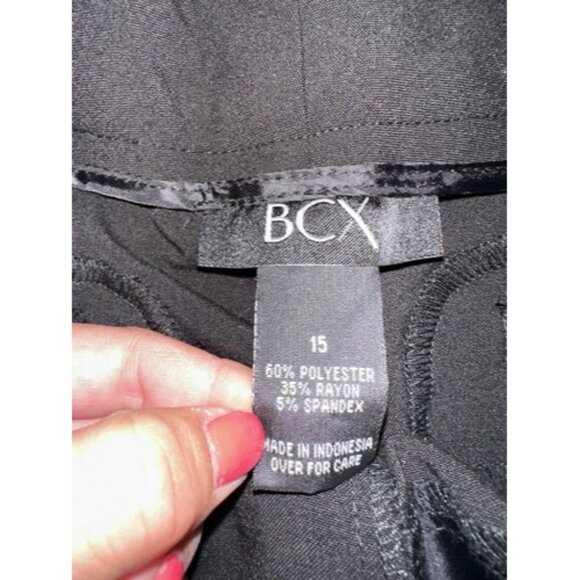 BCX
15
60% POLYESTER
35% RAYON
5% SPANDEX
MADE IN INDONESIA
OVER FOR CARE